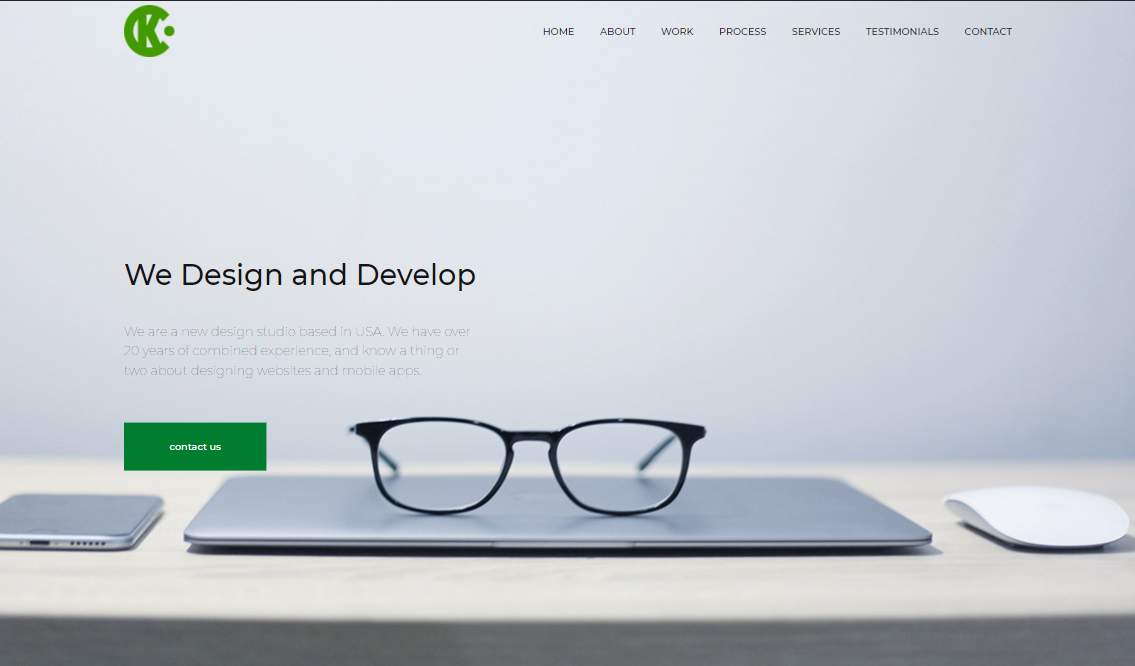 CK
HOME ABOUT WORK PROCESS SERVICES TESTIMONIALS CONTACT
We Design and Develop
We are a new design studio based in USA. We have over
20 years of combined experience, and know a thing or
two about designing websites and mobile apps.
contact us